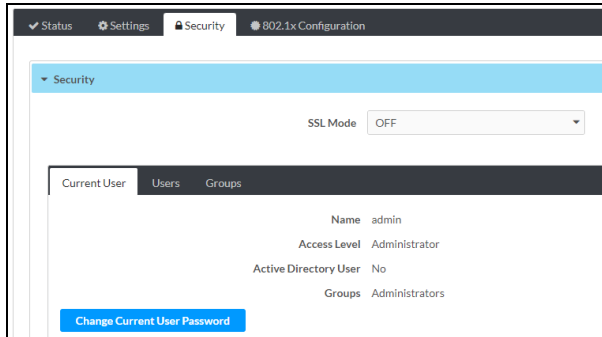 Status Settings Security 802.1x Configuration
Security
SSL Mode OFF
Current User Users Groups
Name admin
Access Level Administrator
Active Directory User No
Groups Administrators
Change Current User Password